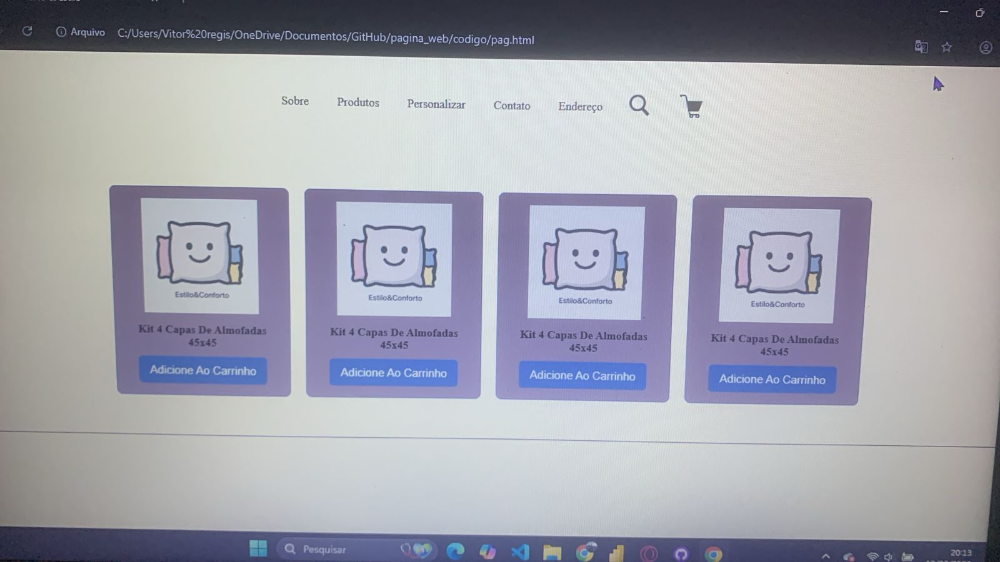 Arquivo C:/Users/Vitor%20regis/OneDrive/Documentos/GitHub/pagina_web/codigo/pag.html
Sobre Produtos Personalizar Contato Endereço
Estilo&Conforto Estilo&Conforto Estilo&Conforto Estilo&Conforto
Kit 4 Capas De Almofadas Kit 4 Capas De Almofadas Kit 4 Capas De Almofadas Kit 4 Capas De Almofadas
45x45 45x45 45x45 45x45
Adicione Ao Carrinho Adicione Ao Carrinho Adicione Ao Carrinho Adicione Ao Carrinho
Pesquisar
20:13